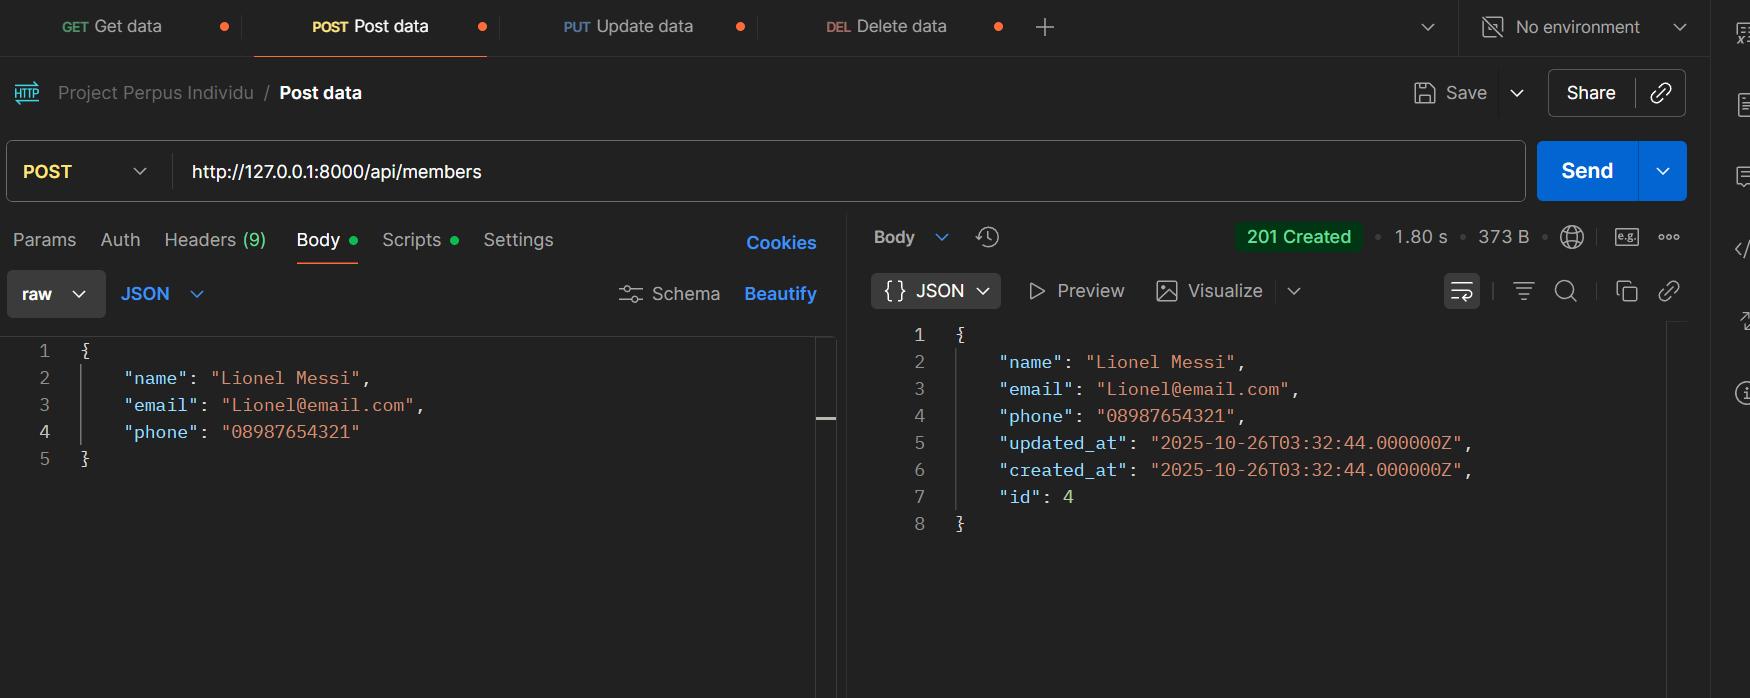 GET Get data
POST Post data
PUT Update data
DEL Delete data
No environment
HTTP Project Perpus Individu / Post data
Save
Share
POST
http://127.0.0.1:8000/api/members
Send
Params
Auth
Headers (9)
Body
Scripts
Settings
Cookies
raw
JSON
Schema
Beautify
1 {
2 "name": "Lionel Messi",
3 "email": "Lionel@email.com",
4 "phone": "08987654321"
5 }
Body
201 Created
1.80 s
373 B
e.g.
{} JSON
Preview
Visualize
1 {
2 "name": "Lionel Messi",
3 "email": "Lionel@email.com",
4 "phone": "08987654321",
5 "updated_at": "2025-10-26T03:32:44.000000Z",
6 "created_at": "2025-10-26T03:32:44.000000Z",
7 "id": 4
8 }